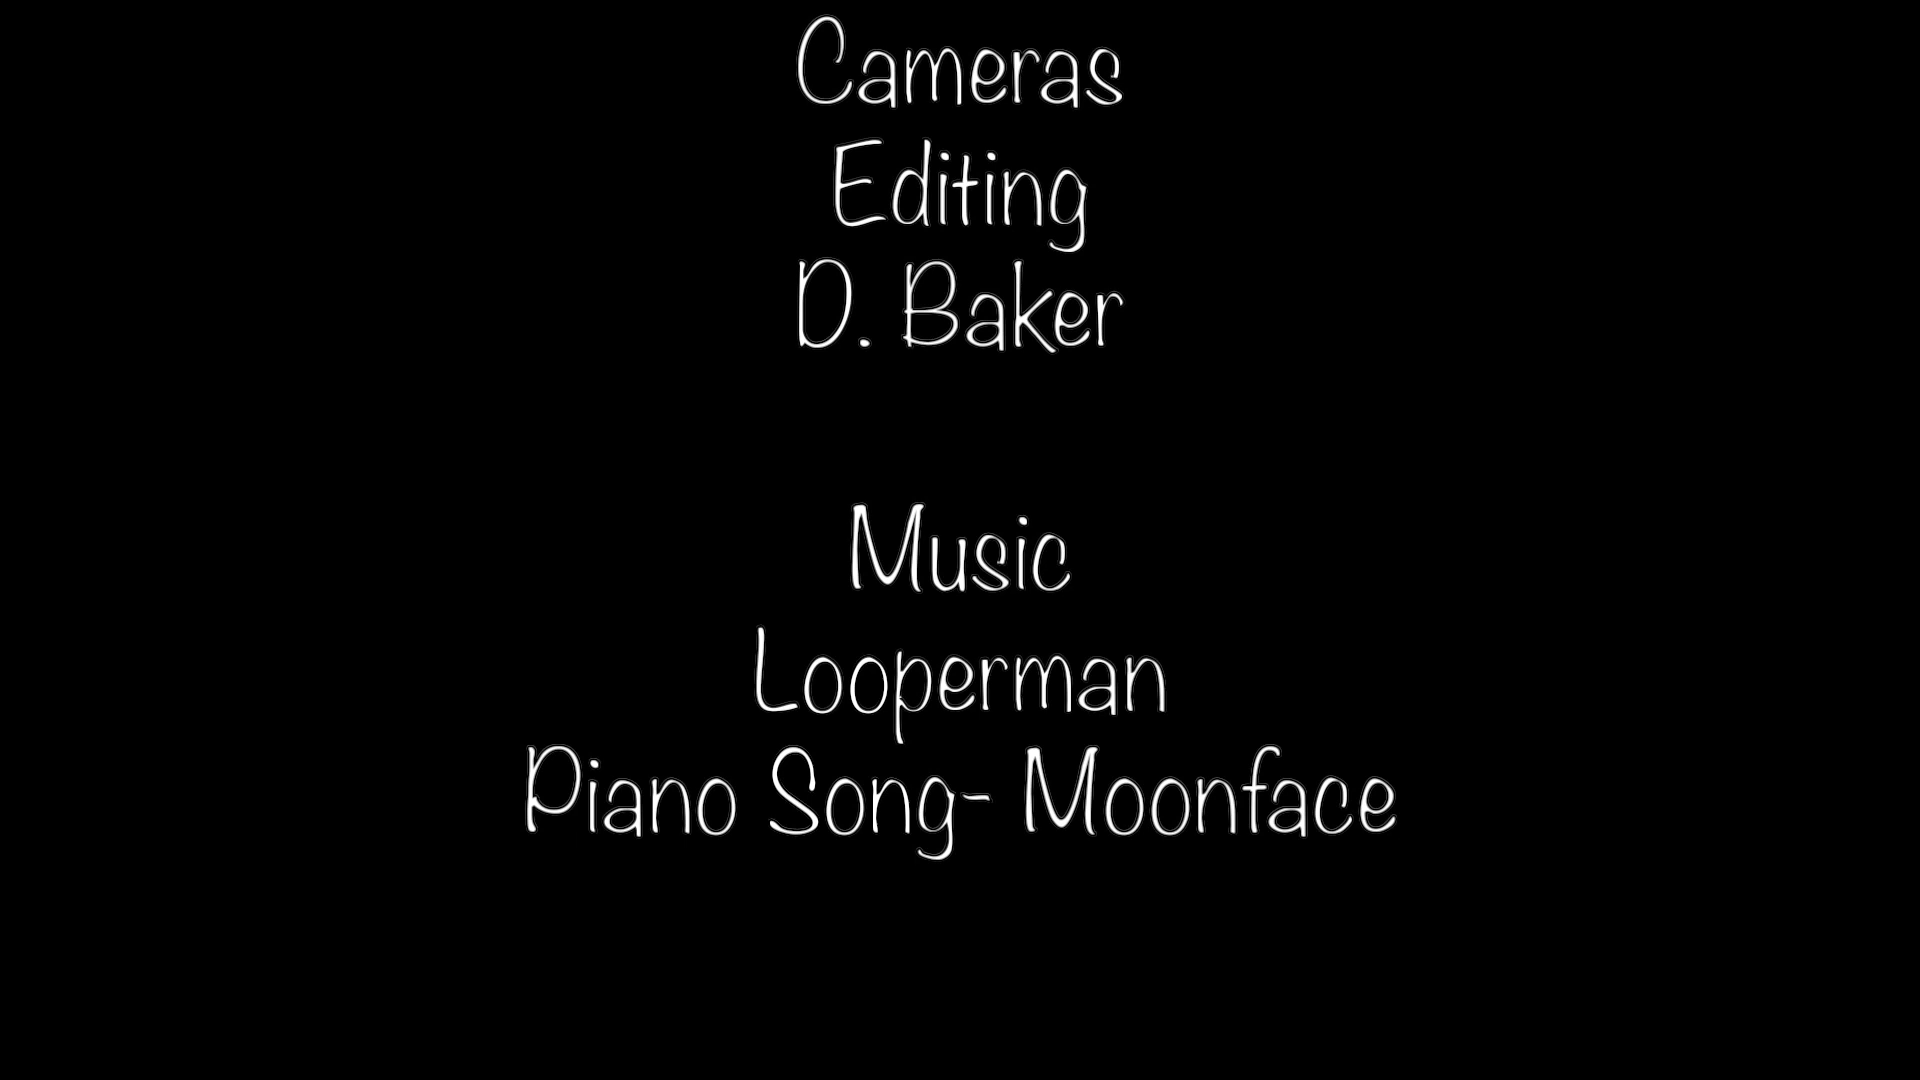 Cameras
Editing
D. Baker
Music
Looperman
Piano Song- Moonface